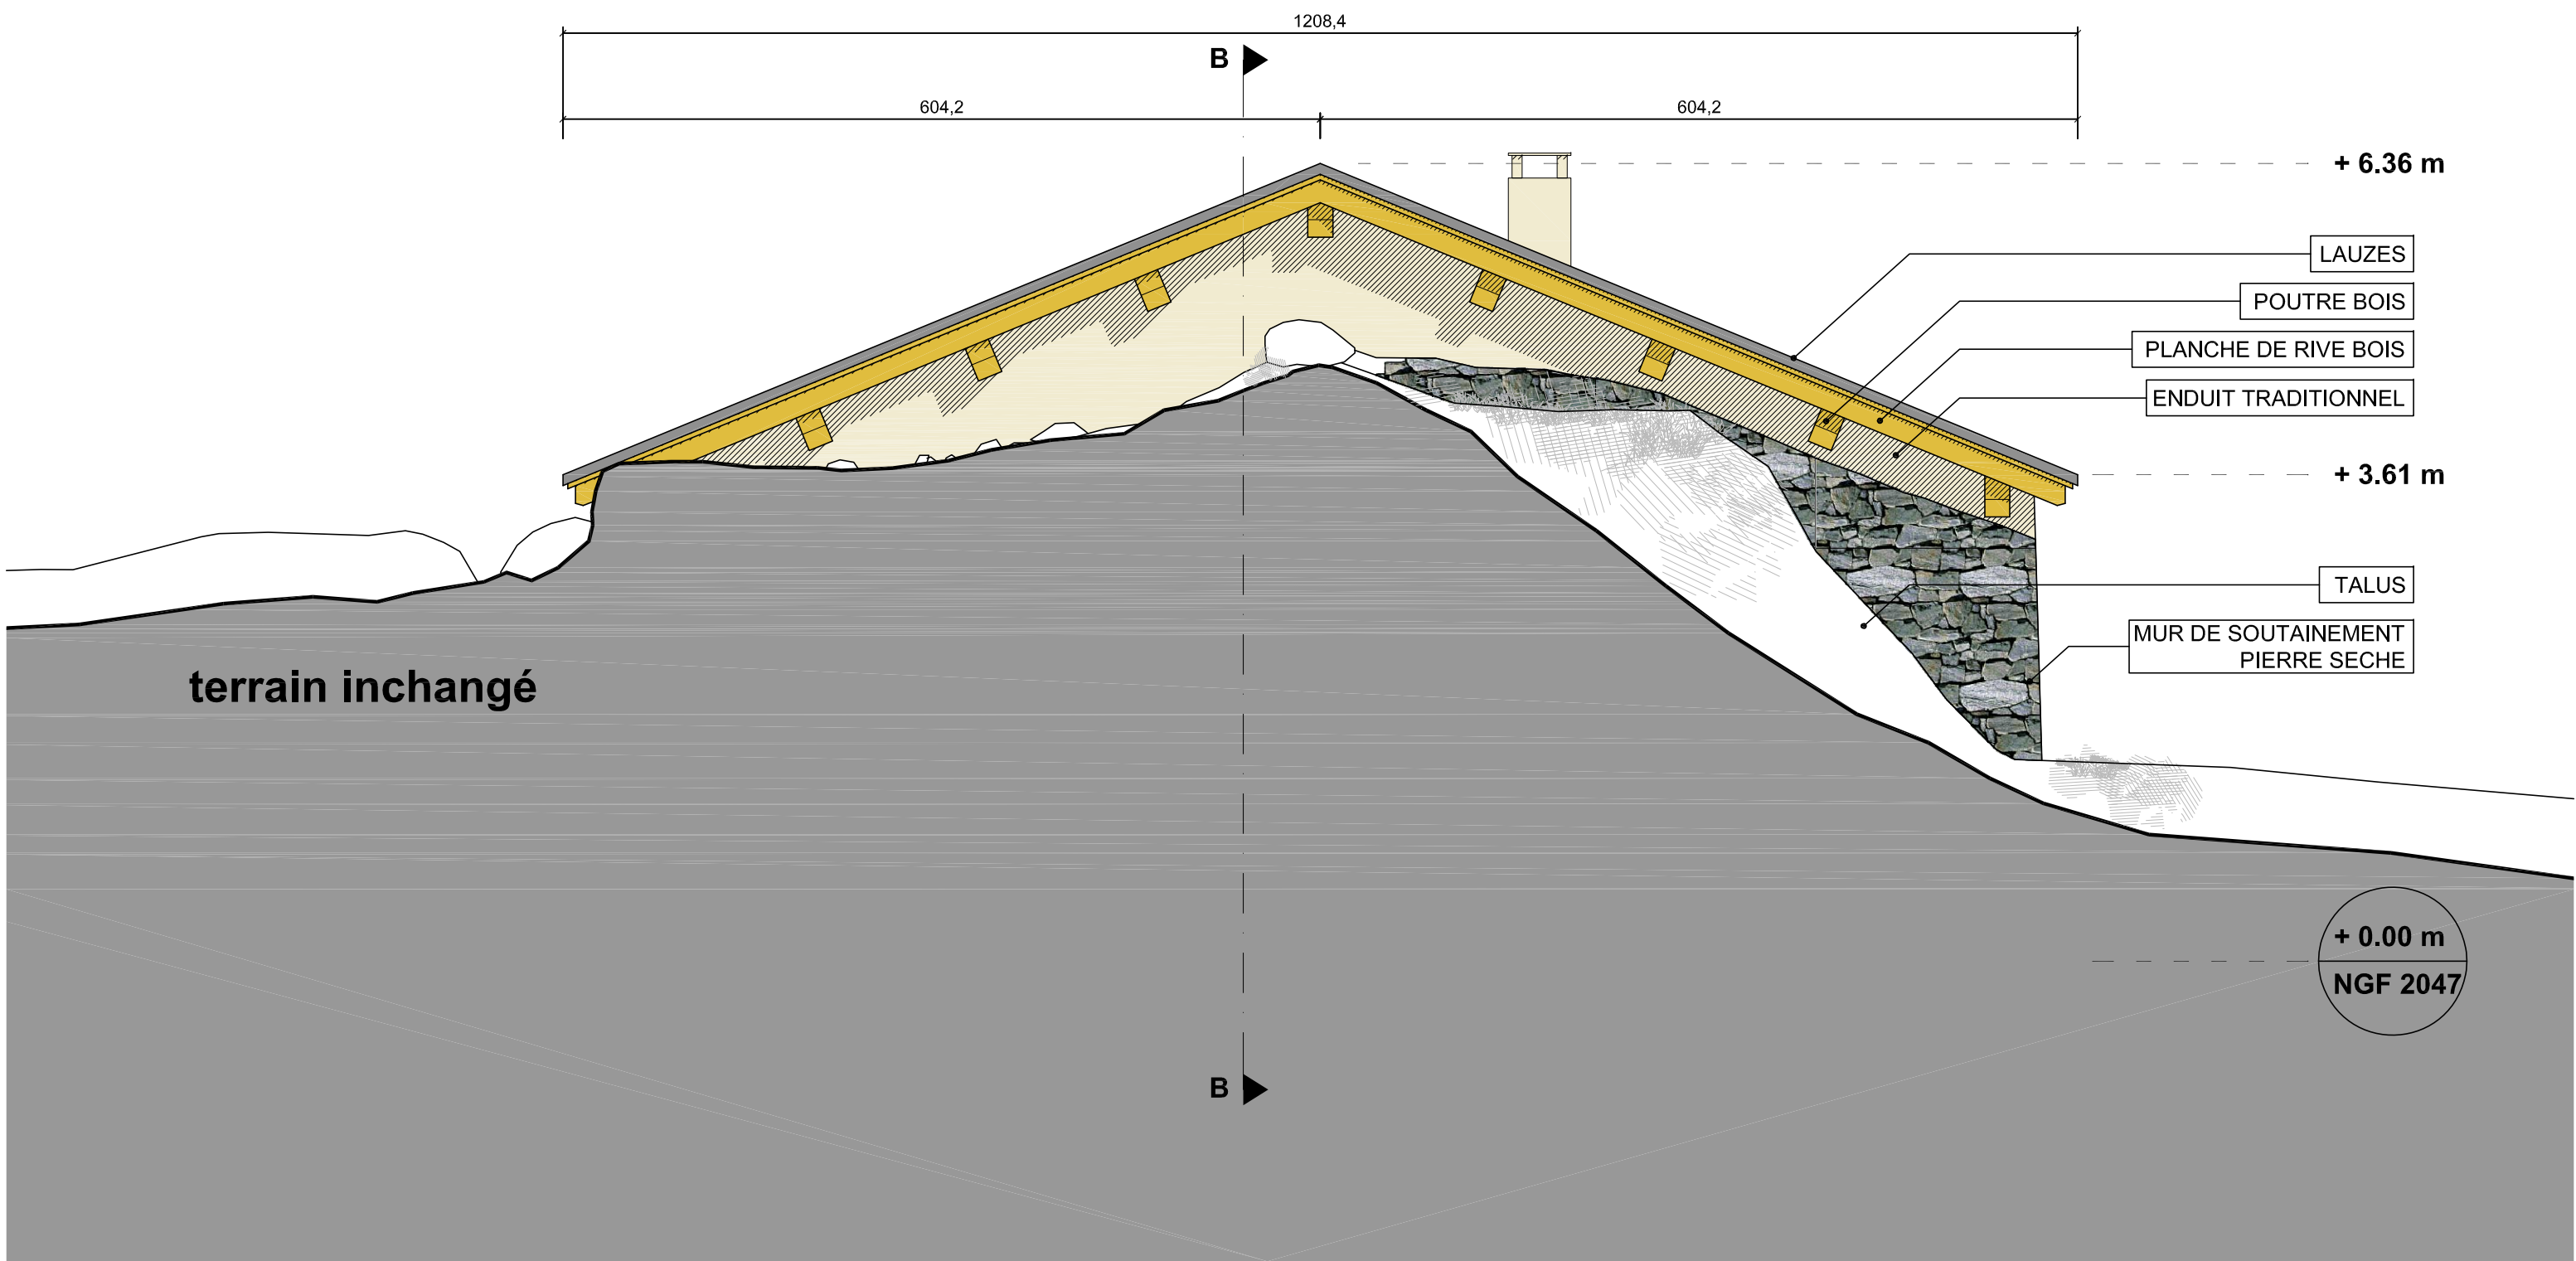 1208,4
B
604,2
604,2
+ 6.36 m
LAUZES
POUTRE BOIS
PLANCHE DE RIVE BOIS
ENDUIT TRADITIONNEL
+ 3.61 m
TALUS
MUR DE SOUTAINEMENT
PIERRE SECHE
terrain inchangé
+ 0.00 m
NGF 2047
B